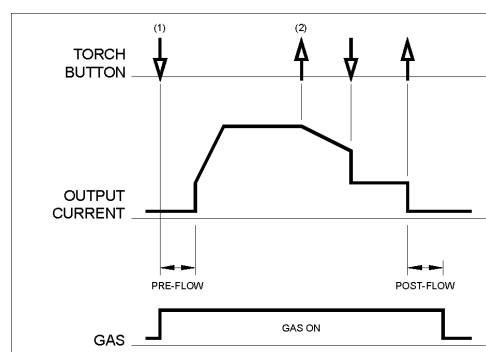 (1) (2)
TORCH
BUTTON
OUTPUT
CURRENT
PRE-FLOW POST-FLOW
GAS ON
GAS